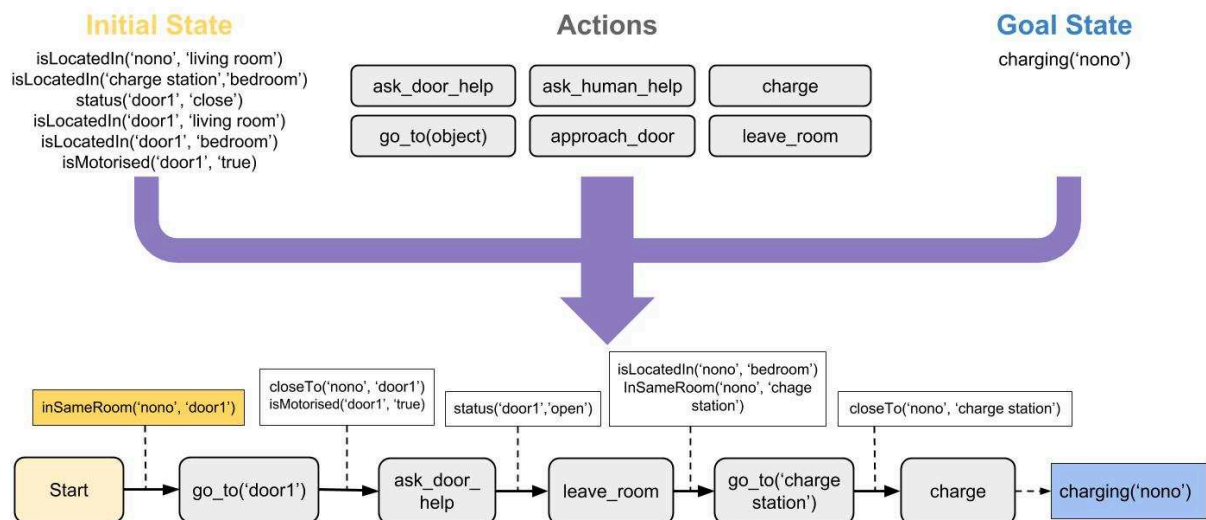 Initial State
isLocatedIn(‘nono’, ‘living room’)
isLocatedIn(‘charge station’,’bedroom’)
status(‘door1’, ‘close’)
isLocatedIn(‘door1’, ‘living room’)
isLocatedIn(‘door1’, ‘bedroom’)
isMotorised(‘door1’, ‘true)
Actions
ask_door_help
ask_human_help
charge
go_to(object)
approach_door
leave_room
Goal State
charging(‘nono’)
inSameRoom(‘nono’, ‘door1’)
closeTo(‘nono’, ‘door1’)
isMotorised(‘door1’, ‘true)
status(‘door1’,’open’)
isLocatedIn(‘nono’, ‘bedroom’)
InSameRoom(‘nono’, ‘chage
station’)
closeTo(‘nono’, ‘charge station’)
Start
go_to(‘door1’)
ask_door_
help
leave_room
go_to(‘charge
station’)
charge
charging(‘nono’)